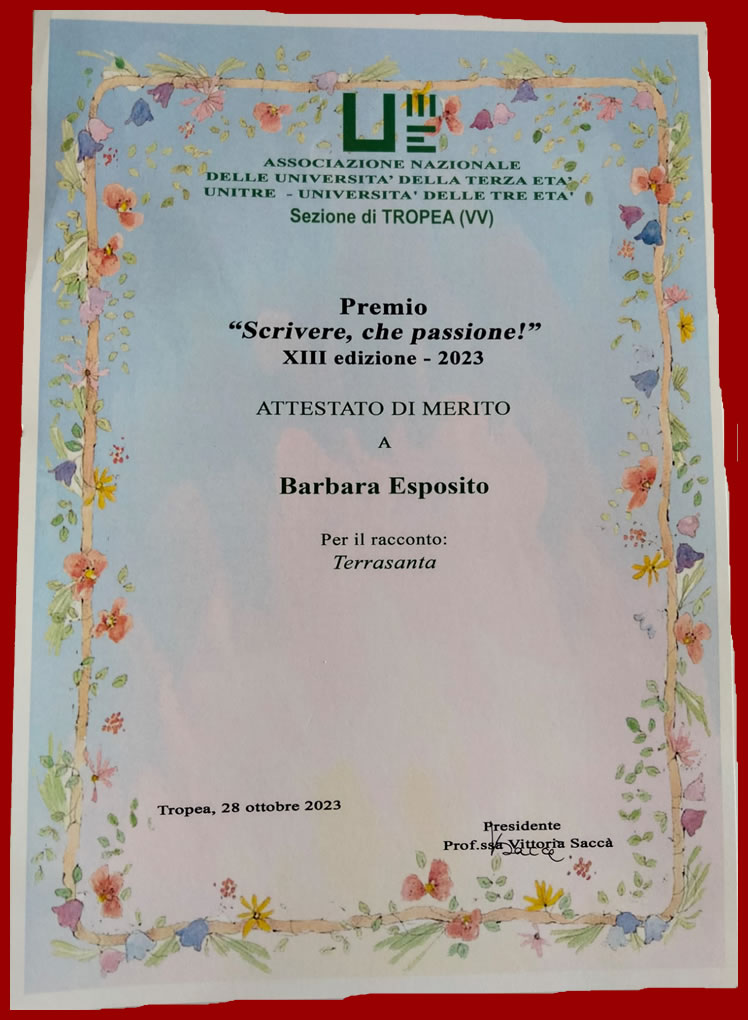 ASSOCIAZIONE NAZIONALE
DELLE UNIVERSITA' DELLA TERZA ETA'
UNITRE - UNIVERSITA' DELLE TRE ETA'
Sezione di TROPEA (VV)
Premio
“Scrivere, che passione!”
XIII edizione - 2023
ATTESTATO DI MERITO
A
Barbara Esposito
Per il racconto:
Terrasanta
Tropea, 28 ottobre 2023
Presidente
Prof.ssa Vittoria Saccà